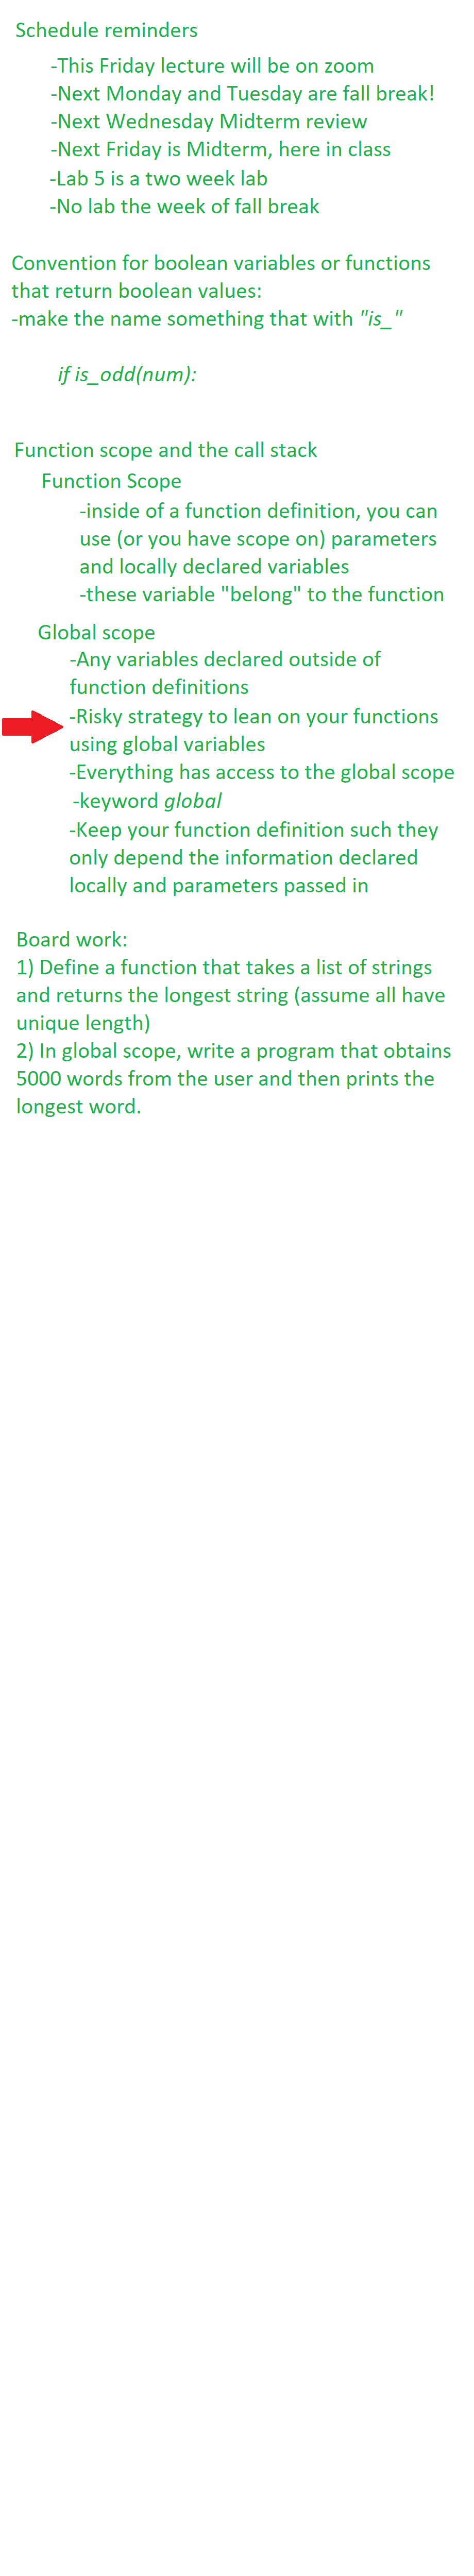 Schedule reminders
-This Friday lecture will be on zoom
-Next Monday and Tuesday are fall break!
-Next Wednesday Midterm review
-Next Friday is Midterm, here in class
-Lab 5 is a two week lab
-No lab the week of fall break
Convention for boolean variables or functions
that return boolean values:
-make the name something that with "is_"
if is_odd(num):
Function scope and the call stack
Function Scope
-inside of a function definition, you can
use (or you have scope on) parameters
and locally declared variables
-these variable "belong" to the function
Global scope
-Any variables declared outside of
function definitions
-Risky strategy to lean on your functions
using global variables
-Everything has access to the global scope
-keyword global
-Keep your function definition such they
only depend the information declared
locally and parameters passed in
Board work:
1) Define a function that takes a list of strings
and returns the longest string (assume all have
unique length)
2) In global scope, write a program that obtains
5000 words from the user and then prints the
longest word.